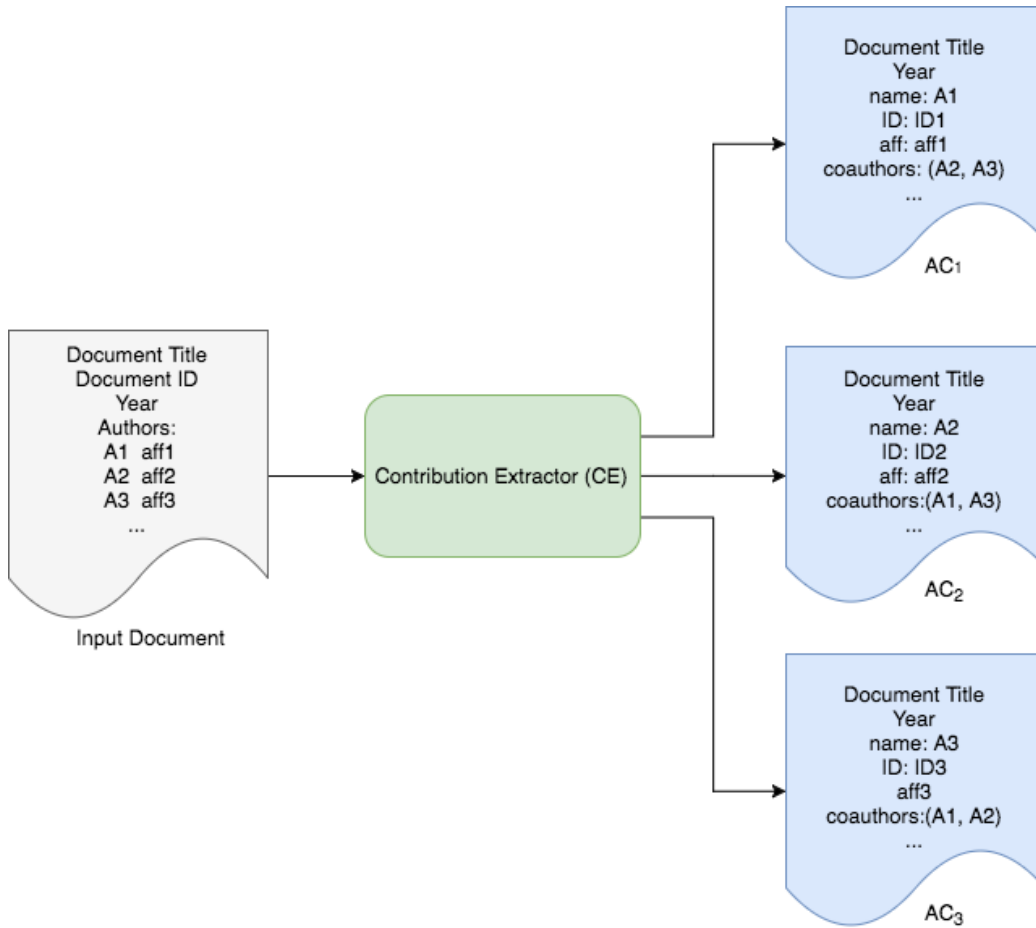 Document Title
Document ID
Year
Authors:
A1 aff1
A2 aff2
A3 aff3
...
Input Document
Contribution Extractor (CE)
Document Title
Year
name: A1
ID: ID1
aff: aff1
coauthors: (A2, A3)
...
AC1
Document Title
Year
name: A2
ID: ID2
aff: aff2
coauthors:(A1, A3)
...
AC2
Document Title
Year
name: A3
ID: ID3
aff3
coauthors:(A1, A2)
...
AC3